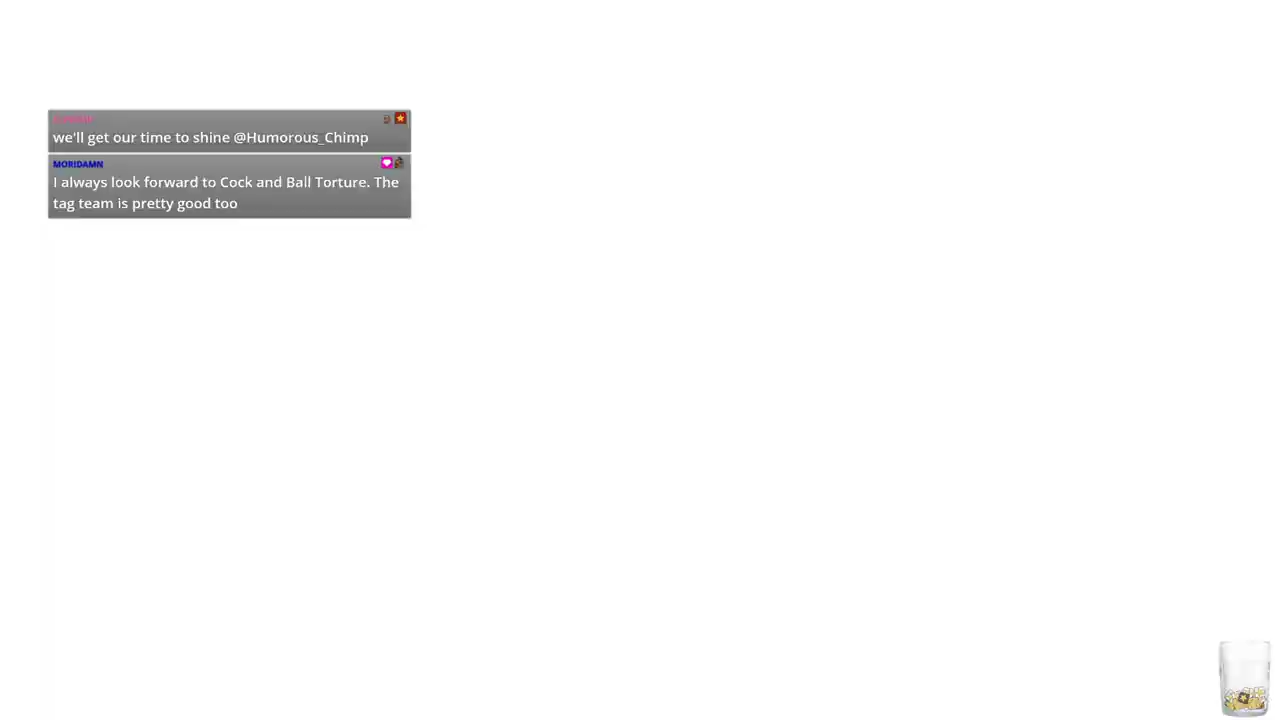 we'll get our time to shine @Humorous_Chimp
MORIDAMN
I always look forward to Cock and Ball Torture. The
tag team is pretty good too